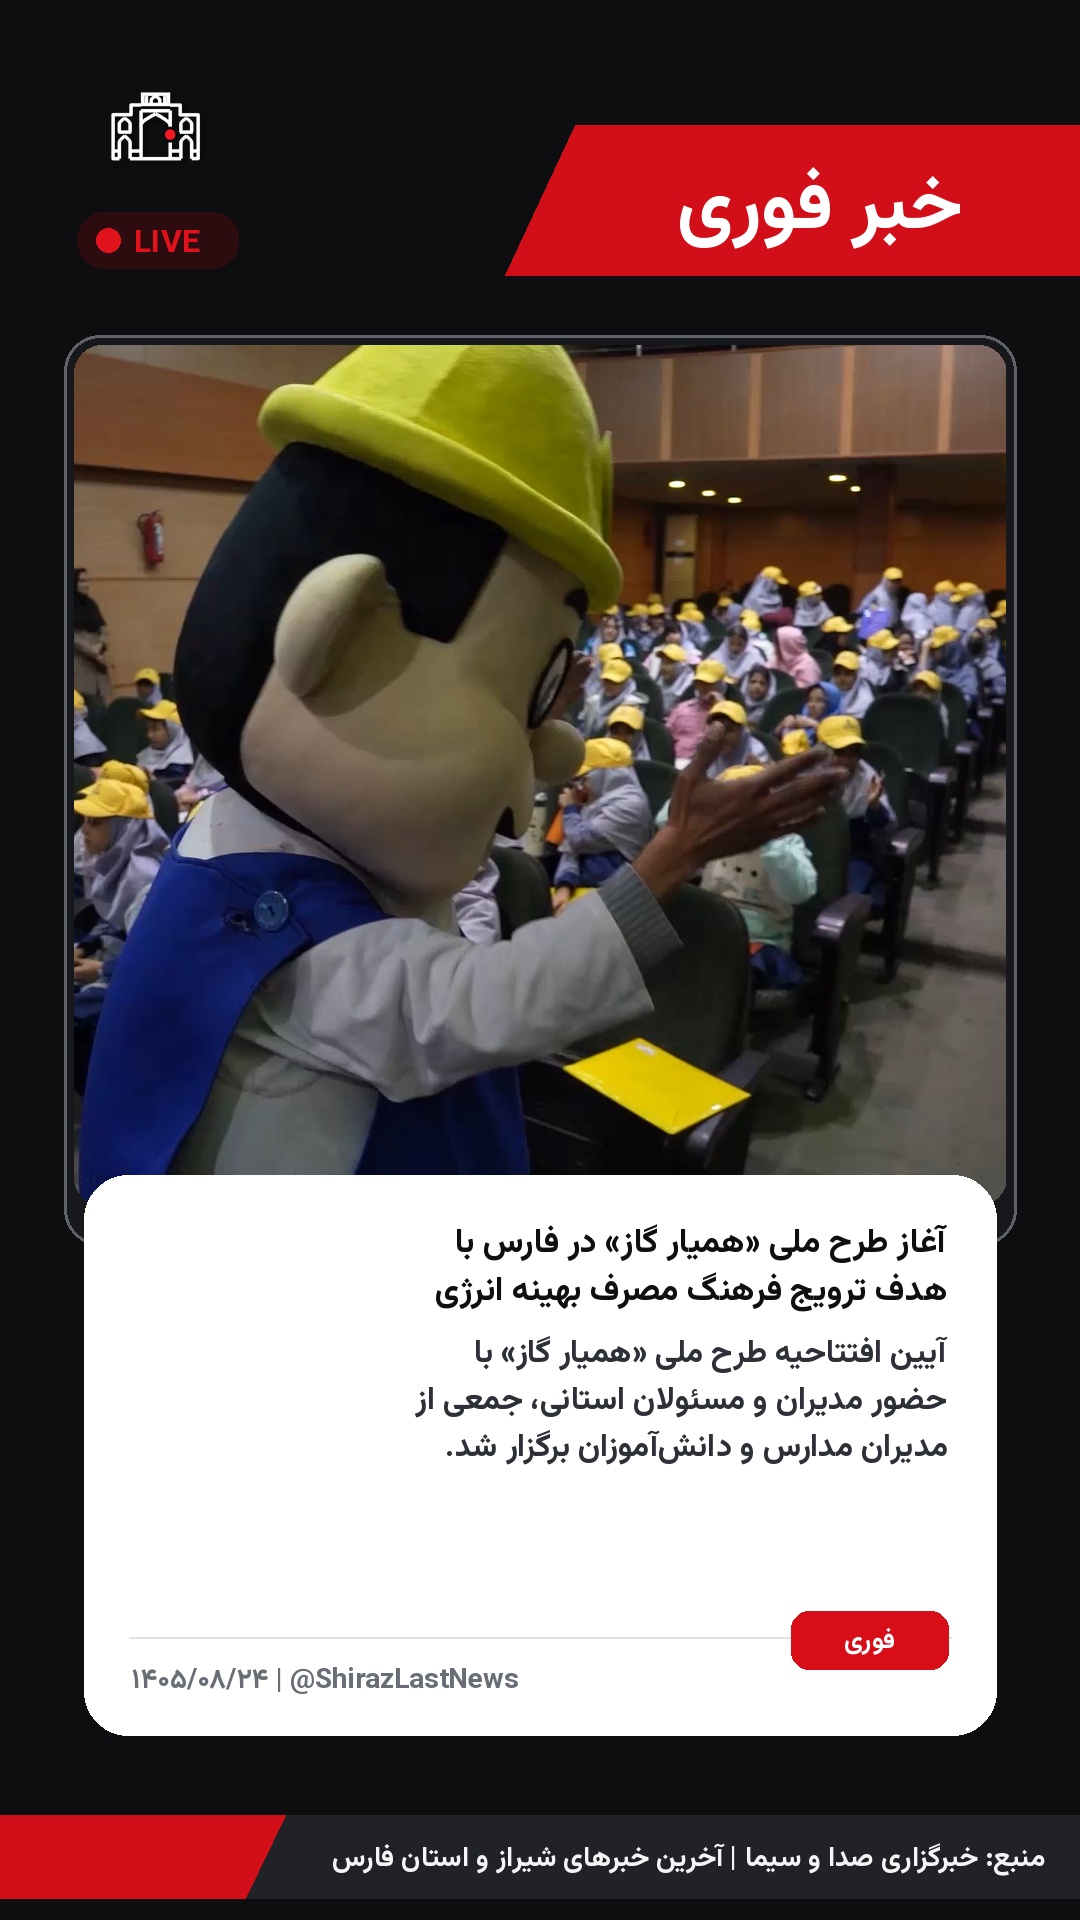 خبر فوری
LIVE
آغاز طرح ملی «همیار گاز» در فارس با
هدف ترویج فرهنگ مصرف بهینه انرژی
آیین افتتاحیه طرح ملی «همیار گاز» با
حضور مدیران و مسئولان استانی، جمعی از
مدیران مدارس و دانش‌آموزان برگزار شد.
فوری
۱۴۰۵/۰۸/۲۴ | @ShirazLastNews
منبع: خبرگزاری صدا و سیما | آخرین خبرهای شیراز و استان فارس